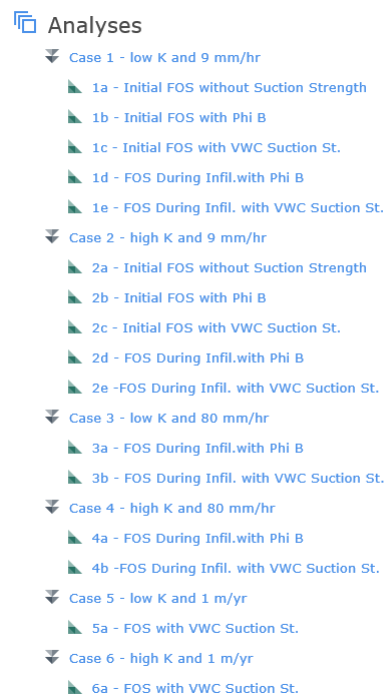 Analyses
Case 1 - low K and 9 mm/hr
1a - Initial FOS without Suction Strength
1b - Initial FOS with Phi B
1c - Initial FOS with VWC Suction St.
1d - FOS During Infil.with Phi B
1e - FOS During Infil. with VWC Suction St.
Case 2 - high K and 9 mm/hr
2a - Initial FOS without Suction Strength
2b - Initial FOS with Phi B
2c - Initial FOS with VWC Suction St.
2d - FOS During Infil.with Phi B
2e -FOS During Infil. with VWC Suction St.
Case 3 - low K and 80 mm/hr
3a - FOS During Infil.with Phi B
3b - FOS During Infil. with VWC Suction St.
Case 4 - high K and 80 mm/hr
4a - FOS During Infil.with Phi B
4b -FOS During Infil. with VWC Suction St.
Case 5 - low K and 1 m/yr
5a - FOS with VWC Suction St.
Case 6 - high K and 1 m/yr
6a - FOS with VWC Suction St.